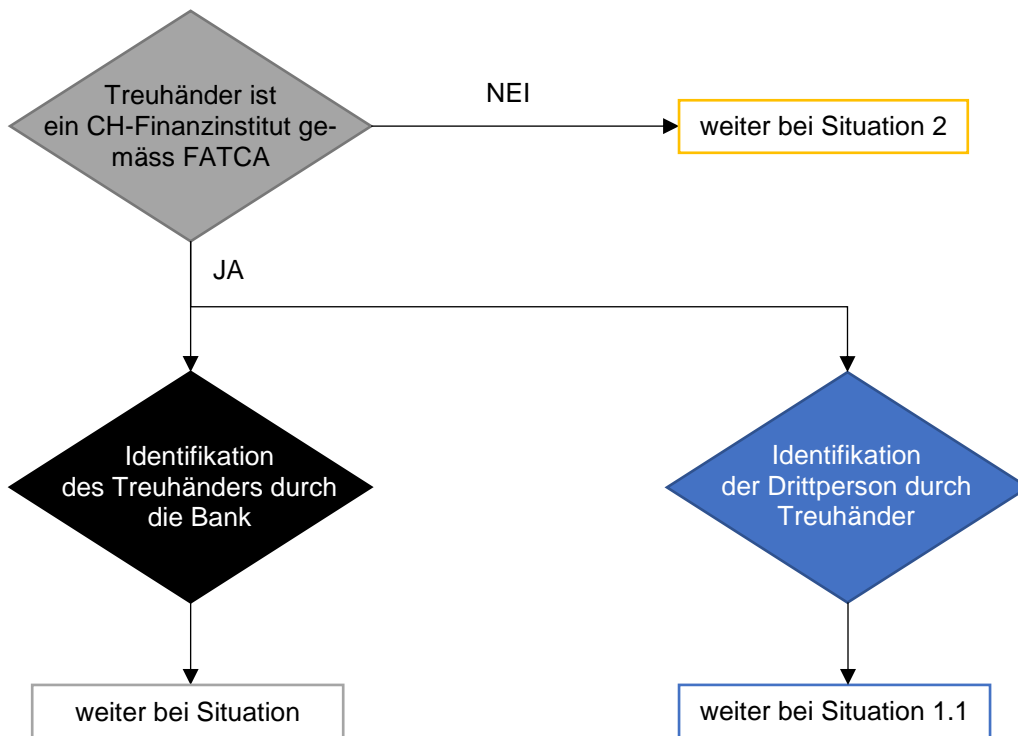 Treuhänder ist
ein CH-Finanzinstitut ge-
mäss FATCA
NEI
weiter bei Situation 2
JA
Identifikation
des Treuhänders durch
die Bank
Identifikation
der Drittperson durch
Treuhänder
weiter bei Situation
weiter bei Situation 1.1